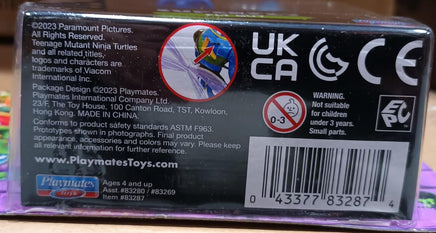 ©2023 Paramount Pictures.
All Rights Reserved.
Teenage Mutant Ninja Turtles
and all related titles,
logos and characters are
trademarks of Viacom
International Inc.
Package Design ©2023 Playmates.
Playmates International Company Ltd.
23/F, The Toy House, 100 Canton Road, TST, Kowloon,
Hong Kong. MADE IN CHINA.
Conforms to product safety standards ASTM F963.
Prototypes shown in photographs. Final product
appearance, accessories and colors may vary. Please keep
all relevant information for further reference.
www.PlaymatesToys.com
Playmates
toys
Ages 4 and up
Asst.#83280 / #83269
Item #83287
UK
CA
CE
0-3
WARNING:
Not suitable
for children
under 3 years.
Small parts.
EPC
0 43377 83287 4